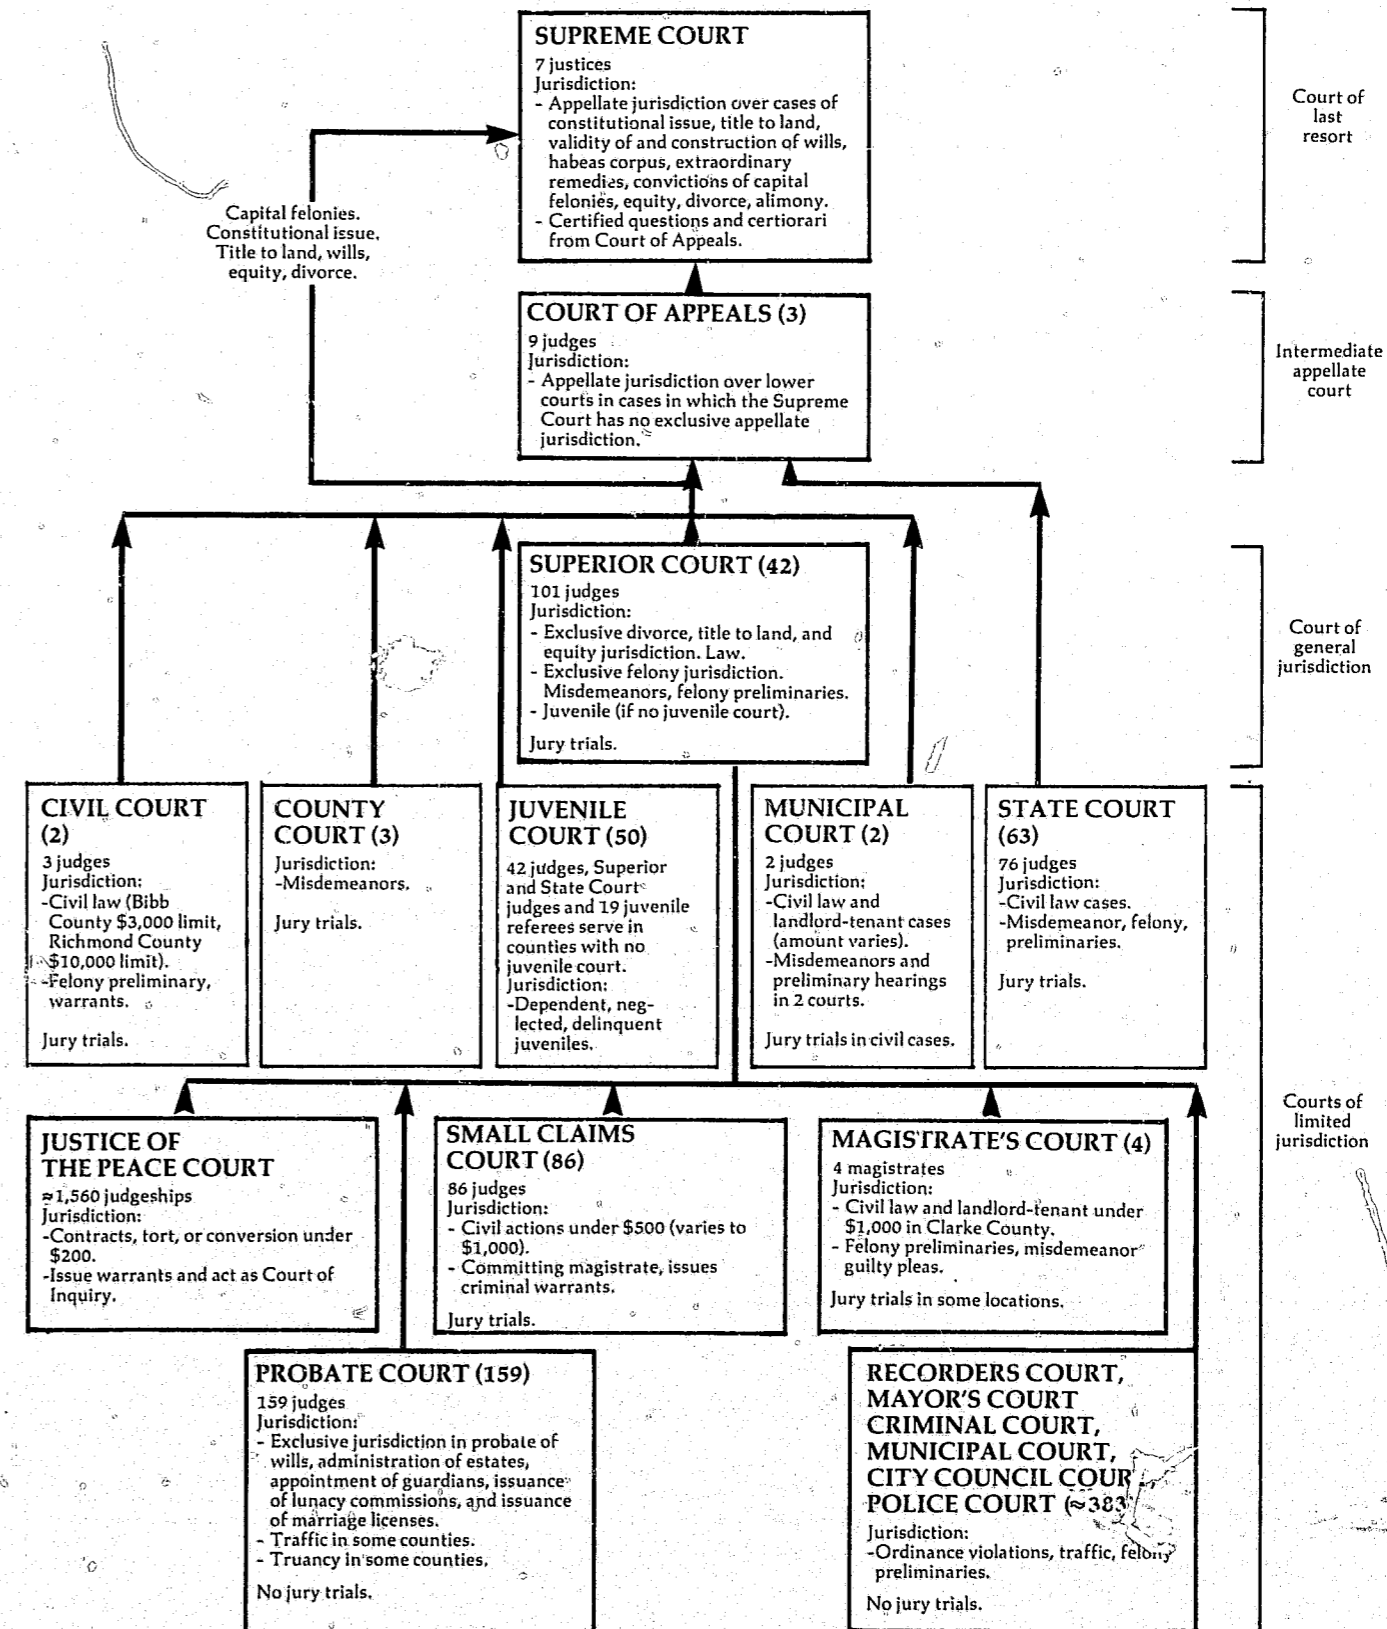 SUPREME COURT
7 justices
Jurisdiction:
- Appellate jurisdiction over cases of
constitutional issue, title to land,
validity of and construction of wills,
habeas corpus, extraordinary
remedies, convictions of capital
felonies, equity, divorce, alimony.
- Certified questions and certiorari
from Court of Appeals.
Court of
last
resort
Capital felonies.
Constitutional issue.
Title to land, wills,
equity, divorce.
COURT OF APPEALS (3)
9 judges
Jurisdiction:
- Appellate jurisdiction over lower
courts in cases in which the Supreme
Court has no exclusive appellate
jurisdiction.
Intermediate
appellate
court
SUPERIOR COURT (42)
101 judges
Jurisdiction:
- Exclusive divorce, title to land, and
equity jurisdiction. Law.
- Exclusive felony jurisdiction.
Misdemeanors, felony preliminaries.
- Juvenile (if no juvenile court).
Jury trials.
Court of
general
jurisdiction
CIVIL COURT
(2)
3 judges
Jurisdiction:
-Civil law (Bibb
County $3,000 limit,
Richmond County
$10,000 limit).
-Felony preliminary,
warrants.
Jury trials.
COUNTY
COURT (3)
Jurisdiction:
-Misdemeanors.
Jury trials.
JUVENILE
COURT (50)
42 judges, Superior
and State Court
judges and 19 juvenile
referees serve in
counties with no
juvenile court.
Jurisdiction:
-Dependent, neg-
lected, delinquent
juveniles.
MUNICIPAL
COURT (2)
2 judges
Jurisdiction:
-Civil law and
landlord-tenant cases
(amount varies).
-Misdemeanors and
preliminary hearings
in 2 courts.
Jury trials in civil cases.
STATE COURT
(63)
76 judges
Jurisdiction:
-Civil law cases.
-Misdemeanor, felony,
preliminaries.
Jury trials.
Courts of
limited
jurisdiction
JUSTICE OF
THE PEACE COURT
≈1,560 judgeships
Jurisdiction:
-Contracts, tort, or conversion under
$200.
-Issue warrants and act as Court of
Inquiry.
SMALL CLAIMS
COURT (86)
86 judges
Jurisdiction:
- Civil actions under $500 (varies to
$1,000).
- Committing magistrate, issues
criminal warrants.
Jury trials.
MAGISTRATE'S COURT (4)
4 magistrates
Jurisdiction:
- Civil law and landlord-tenant under
$1,000 in Clarke County.
- Felony preliminaries, misdemeanor
guilty pleas.
Jury trials in some locations.
PROBATE COURT (159)
159 judges
Jurisdiction:
- Exclusive jurisdiction in probate of
wills, administration of estates,
appointment of guardians, issuance
of lunacy commissions, and issuance
of marriage licenses.
- Traffic in some counties.
- Truancy in some counties.
No jury trials.
RECORDERS COURT,
MAYOR'S COURT
CRIMINAL COURT,
MUNICIPAL COURT,
CITY COUNCIL COUR
POLICE COURT (≈383
Jurisdiction:
-Ordinance violations, traffic, felony
preliminaries.
No jury trials.